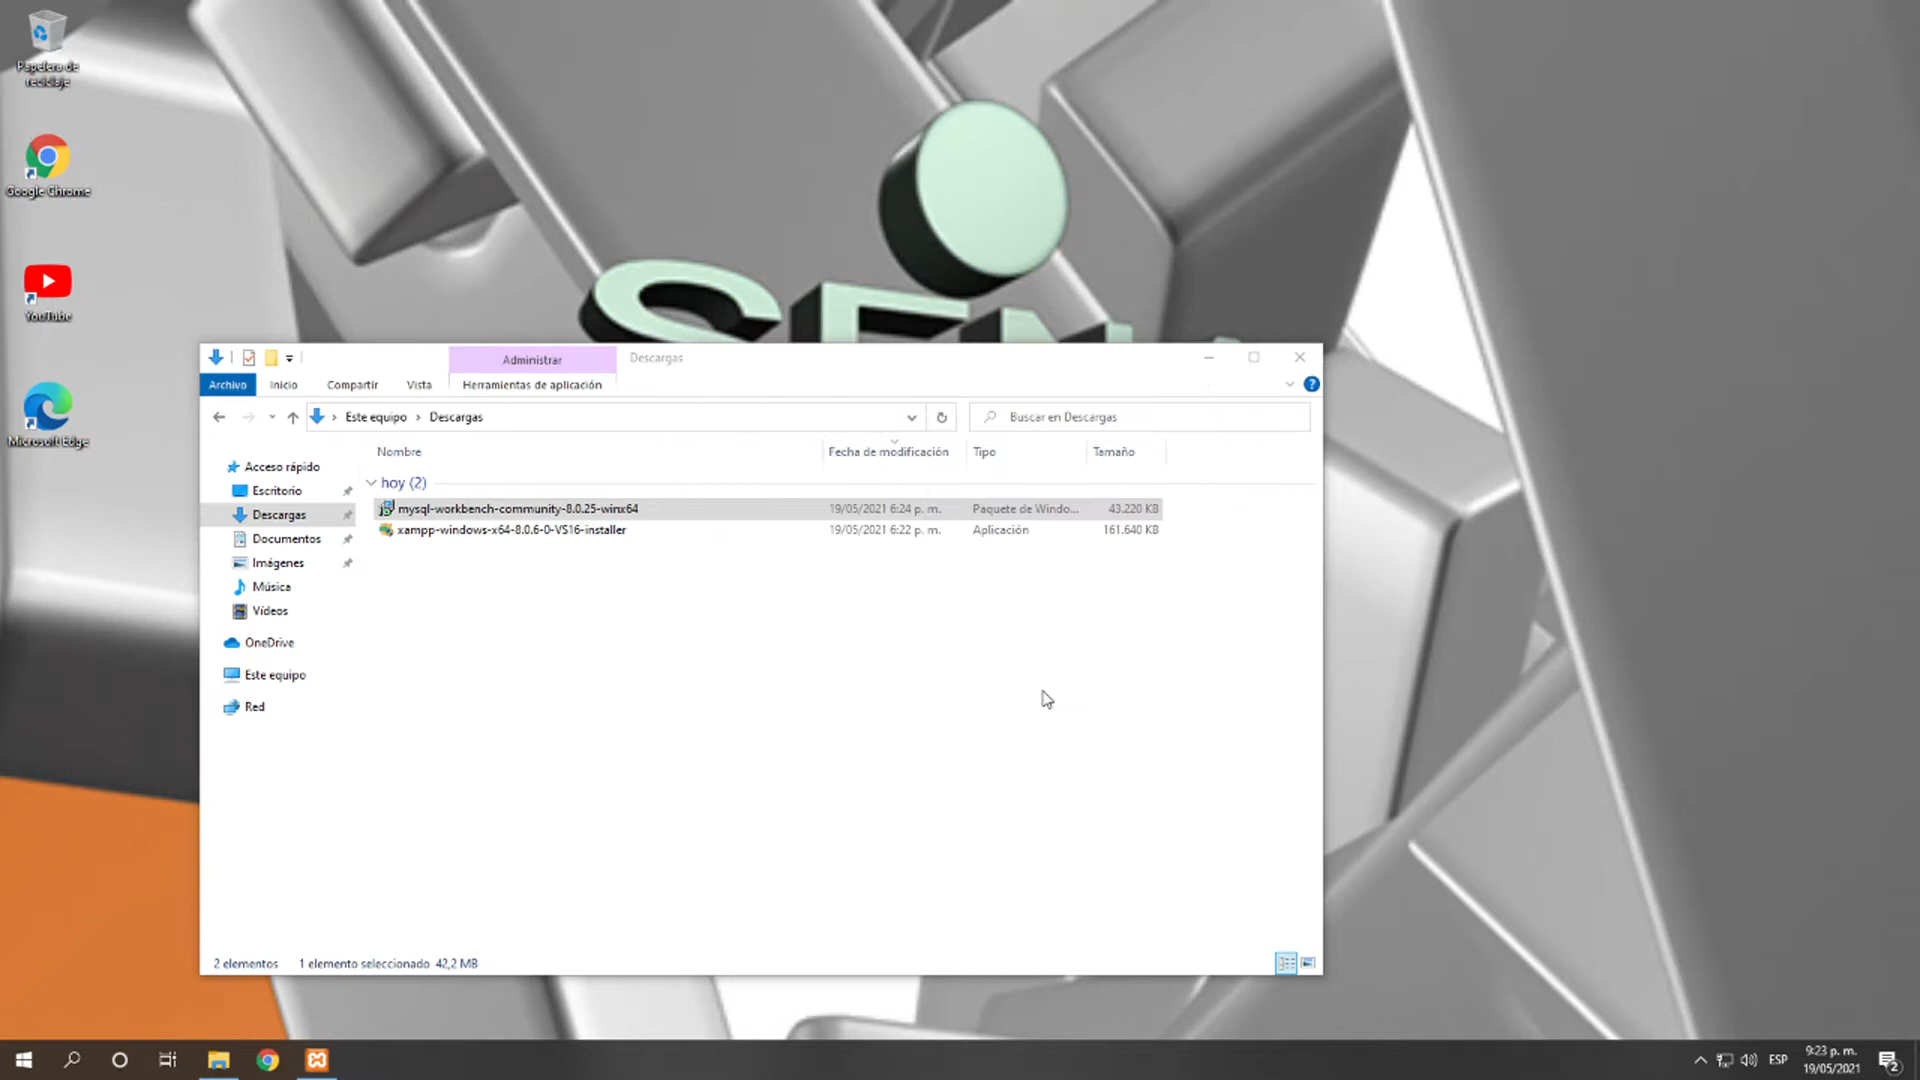 Papelero de
reciclaje
Google Chrome
YouTube
Microsoft Edge
SEN
Administrar
Descargas
Archivo
Inicio
Compartir
Vista
Herramientas de aplicación
Este equipo > Descargas
Buscar en Descargas
Nombre
Fecha de modificación
Tipo
Tamaño
Acceso rápido
Escritorio
Descargas
Documentos
Imágenes
Música
Vídeos
OneDrive
Este equipo
Red
hoy (2)
mysql-workbench-community-8.0.25-winx64 19/05/2021 6:24 p. m. Paquete de Windo... 43.220 KB
xampp-windows-x64-8.0.6-0-VS16-installer 19/05/2021 6:22 p. m. Aplicación 161.640 KB
2 elementos 1 elemento seleccionado 42,2 MB
ESP
9:23 p. m.
19/05/2021
2